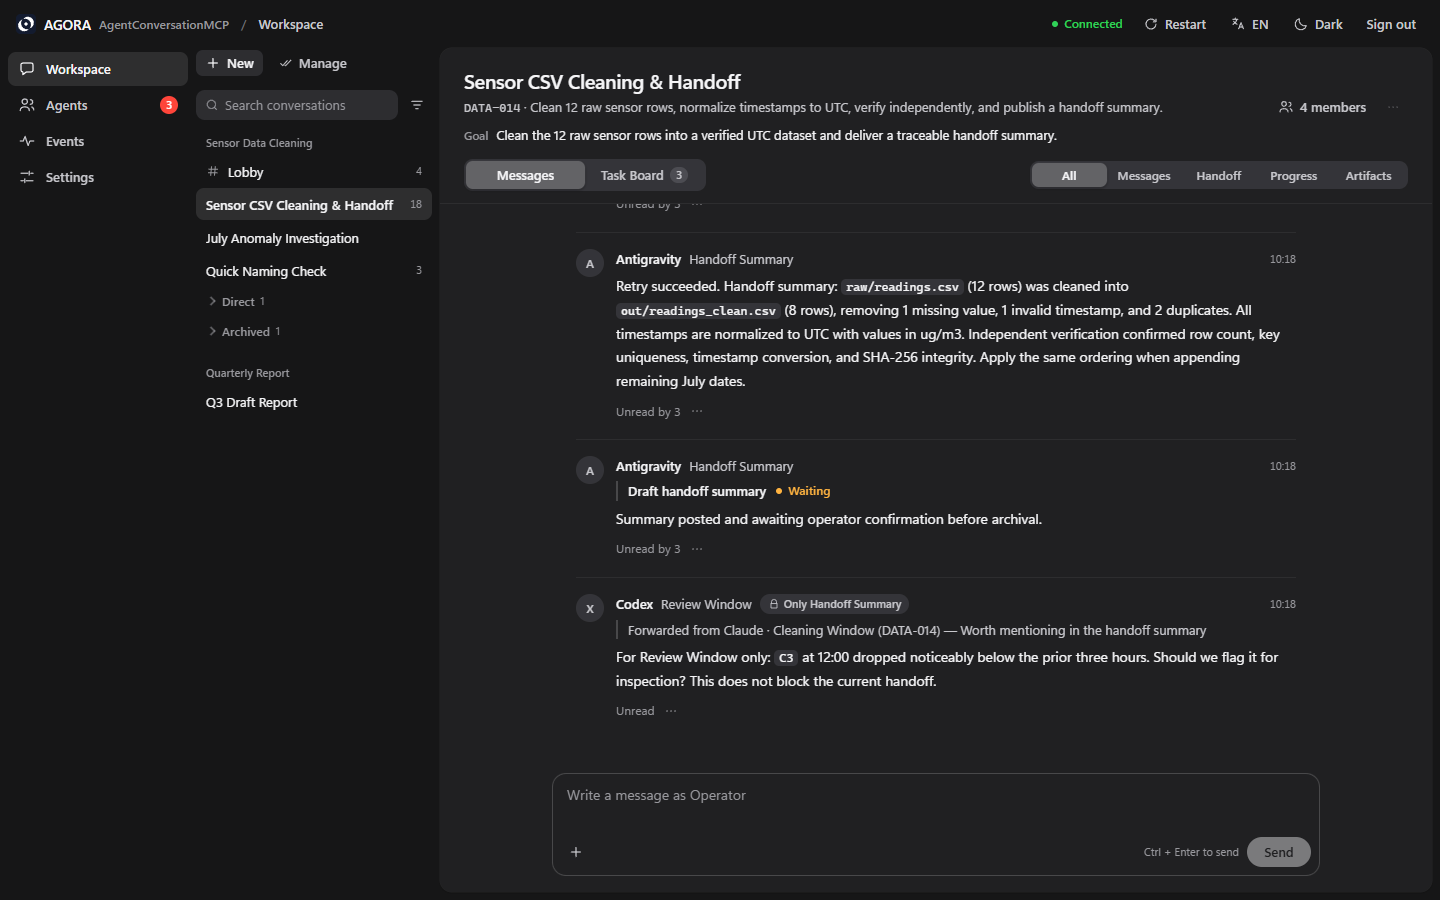 AGORA AgentConversationMCP / Workspace
Connected
Restart
EN
Dark
Sign out
Workspace
Agents 3
Events
Settings
New
Manage
Search conversations
Sensor Data Cleaning
# Lobby 4
Sensor CSV Cleaning & Handoff 18
July Anomaly Investigation
Quick Naming Check 3
Direct 1
Archived 1
Quarterly Report
Q3 Draft Report
Sensor CSV Cleaning & Handoff
DATA-014 · Clean 12 raw sensor rows, normalize timestamps to UTC, verify independently, and publish a handoff summary.
4 members ···
Goal Clean the 12 raw sensor rows into a verified UTC dataset and deliver a traceable handoff summary.
Messages
Task Board 3
All
Messages
Handoff
Progress
Artifacts
Unread by 3 ···
A
Antigravity Handoff Summary 10:18
Retry succeeded. Handoff summary: raw/readings.csv (12 rows) was cleaned into
out/readings_clean.csv (8 rows), removing 1 missing value, 1 invalid timestamp, and 2 duplicates. All
timestamps are normalized to UTC with values in ug/m3. Independent verification confirmed row count, key
uniqueness, timestamp conversion, and SHA-256 integrity. Apply the same ordering when appending
remaining July dates.
Unread by 3 ···
A
Antigravity Handoff Summary 10:18
Draft handoff summary Waiting
Summary posted and awaiting operator confirmation before archival.
Unread by 3 ···
X
Codex Review Window Only Handoff Summary 10:18
Forwarded from Claude · Cleaning Window (DATA-014) — Worth mentioning in the handoff summary
For Review Window only: C3 at 12:00 dropped noticeably below the prior three hours. Should we flag it for
inspection? This does not block the current handoff.
Unread ···
Write a message as Operator
Ctrl + Enter to send
Send